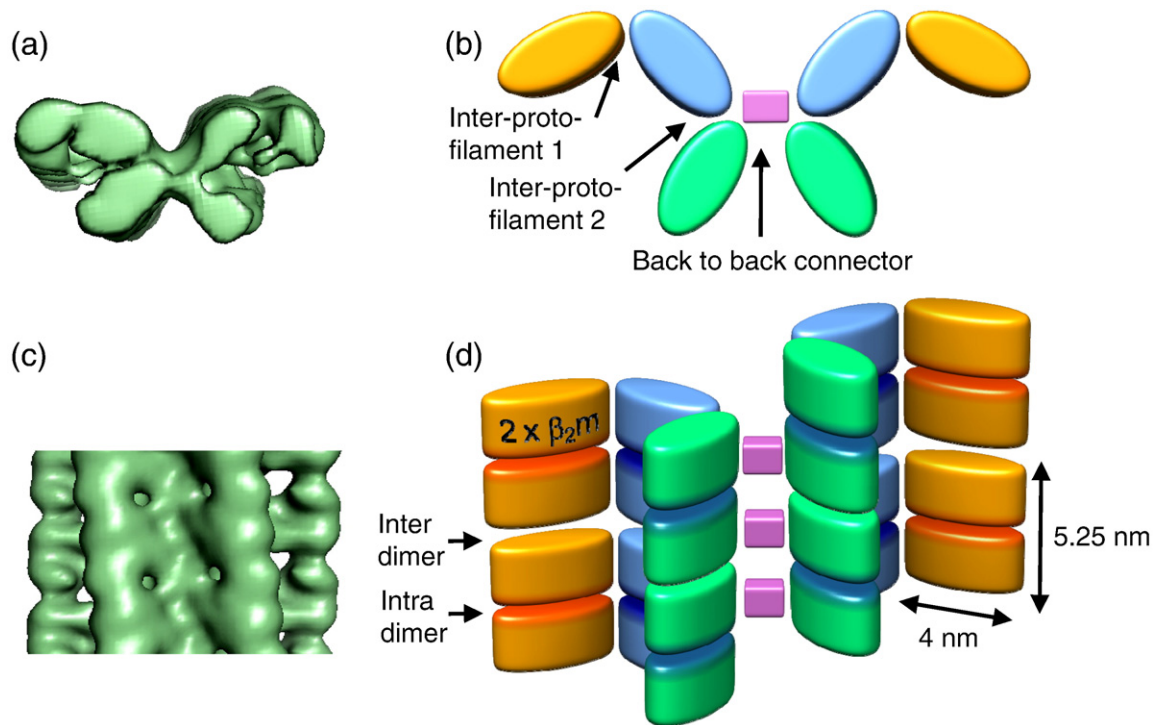 (a)
(b)
Inter-proto-
filament 1
Inter-proto-
filament 2
Back to back connector
(c)
(d)
2 x β₂m
Inter
dimer
Intra
dimer
5.25 nm
4 nm